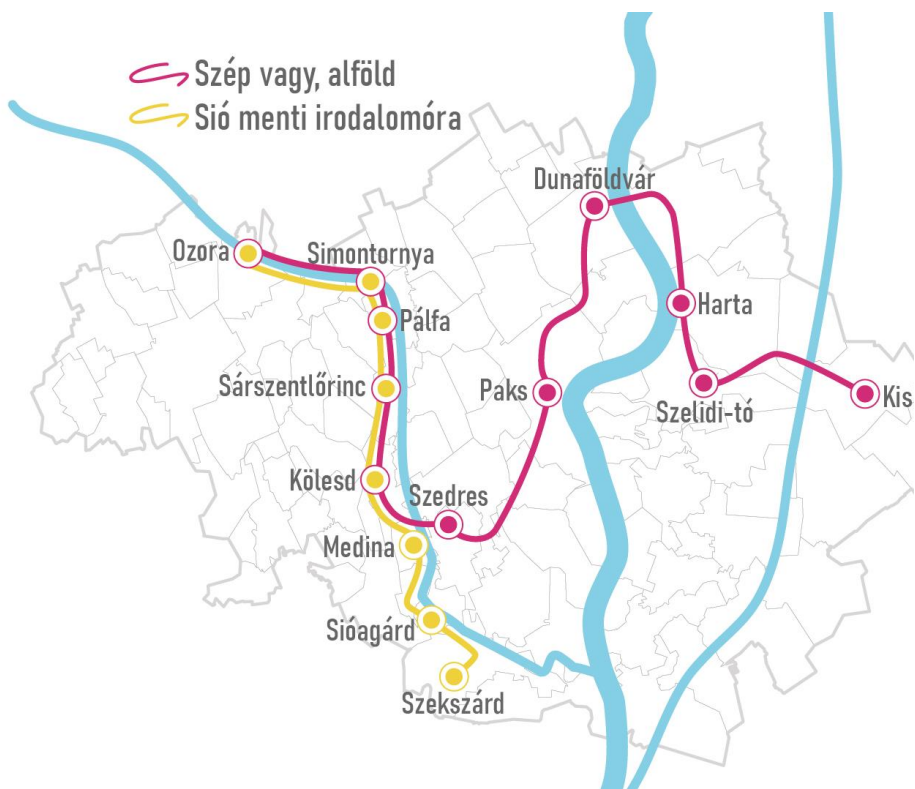 Szép vagy, alföld
Sió menti irodalomóra
Dunaföldvár
Ozora
Simontornya
Pálfa
Harta
Sárszentlőrinc
Paks
Szelidi-tó
Kis
Kölesd
Szedres
Medina
Sióagárd
Szekszárd